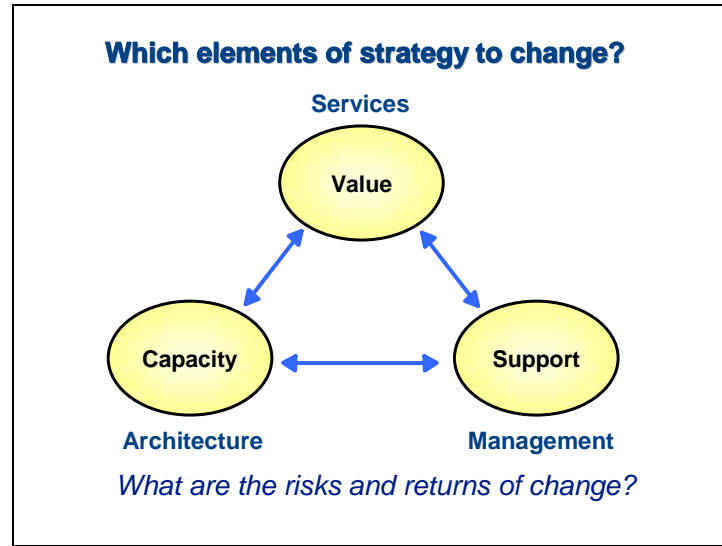 Which elements of strategy to change?
Services
Value
Capacity
Support
Architecture
Management
What are the risks and returns of change?